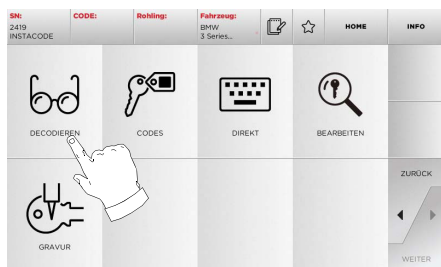 SN:
2419
INSTACODE
CODE:
Rohling:
Fahrzeug:
BMW
3 Series...
HOME
INFO
DECODIEREN
CODES
DIREKT
BEARBEITEN
ZURÜCK
GRAVUR
WEITER